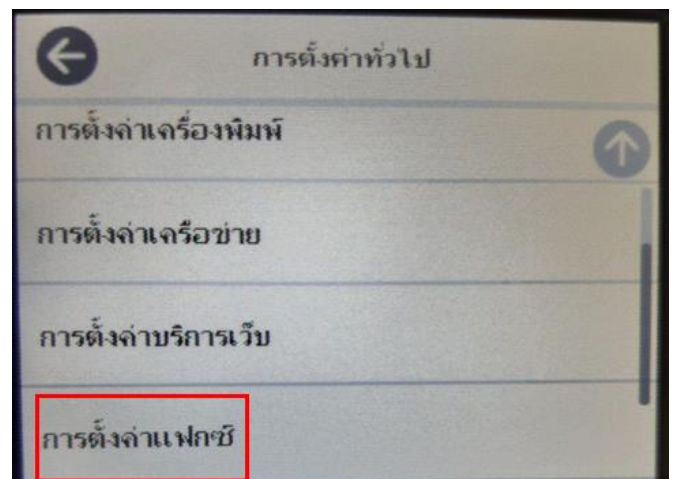 การตั้งค่าทั่วไป
การตั้งค่าเครื่องพิมพ์
การตั้งค่าเครือข่าย
การตั้งค่าบริการเว็บ
การตั้งค่าแฟกซ์